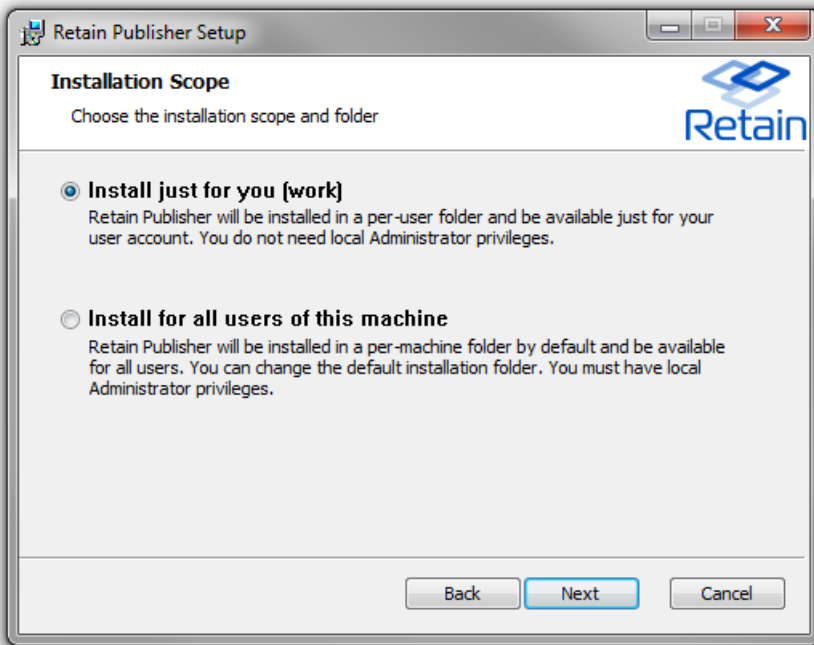 Retain Publisher Setup
Installation Scope
Choose the installation scope and folder
Retain
Install just for you (work)
Retain Publisher will be installed in a per-user folder and be available just for your
user account. You do not need local Administrator privileges.
Install for all users of this machine
Retain Publisher will be installed in a per-machine folder by default and be available
for all users. You can change the default installation folder. You must have local
Administrator privileges.
Back
Next
Cancel